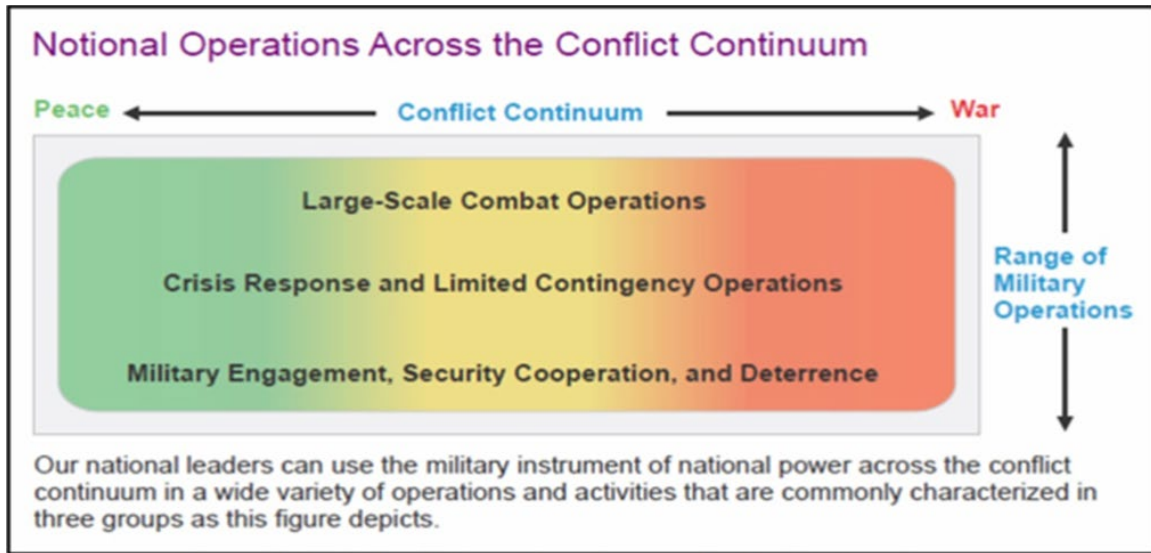 Notional Operations Across the Conflict Continuum
Peace
Conflict Continuum
War
Large-Scale Combat Operations
Crisis Response and Limited Contingency Operations
Military Engagement, Security Cooperation, and Deterrence
Range of
Military
Operations
Our national leaders can use the military instrument of national power across the conflict
continuum in a wide variety of operations and activities that are commonly characterized in
three groups as this figure depicts.